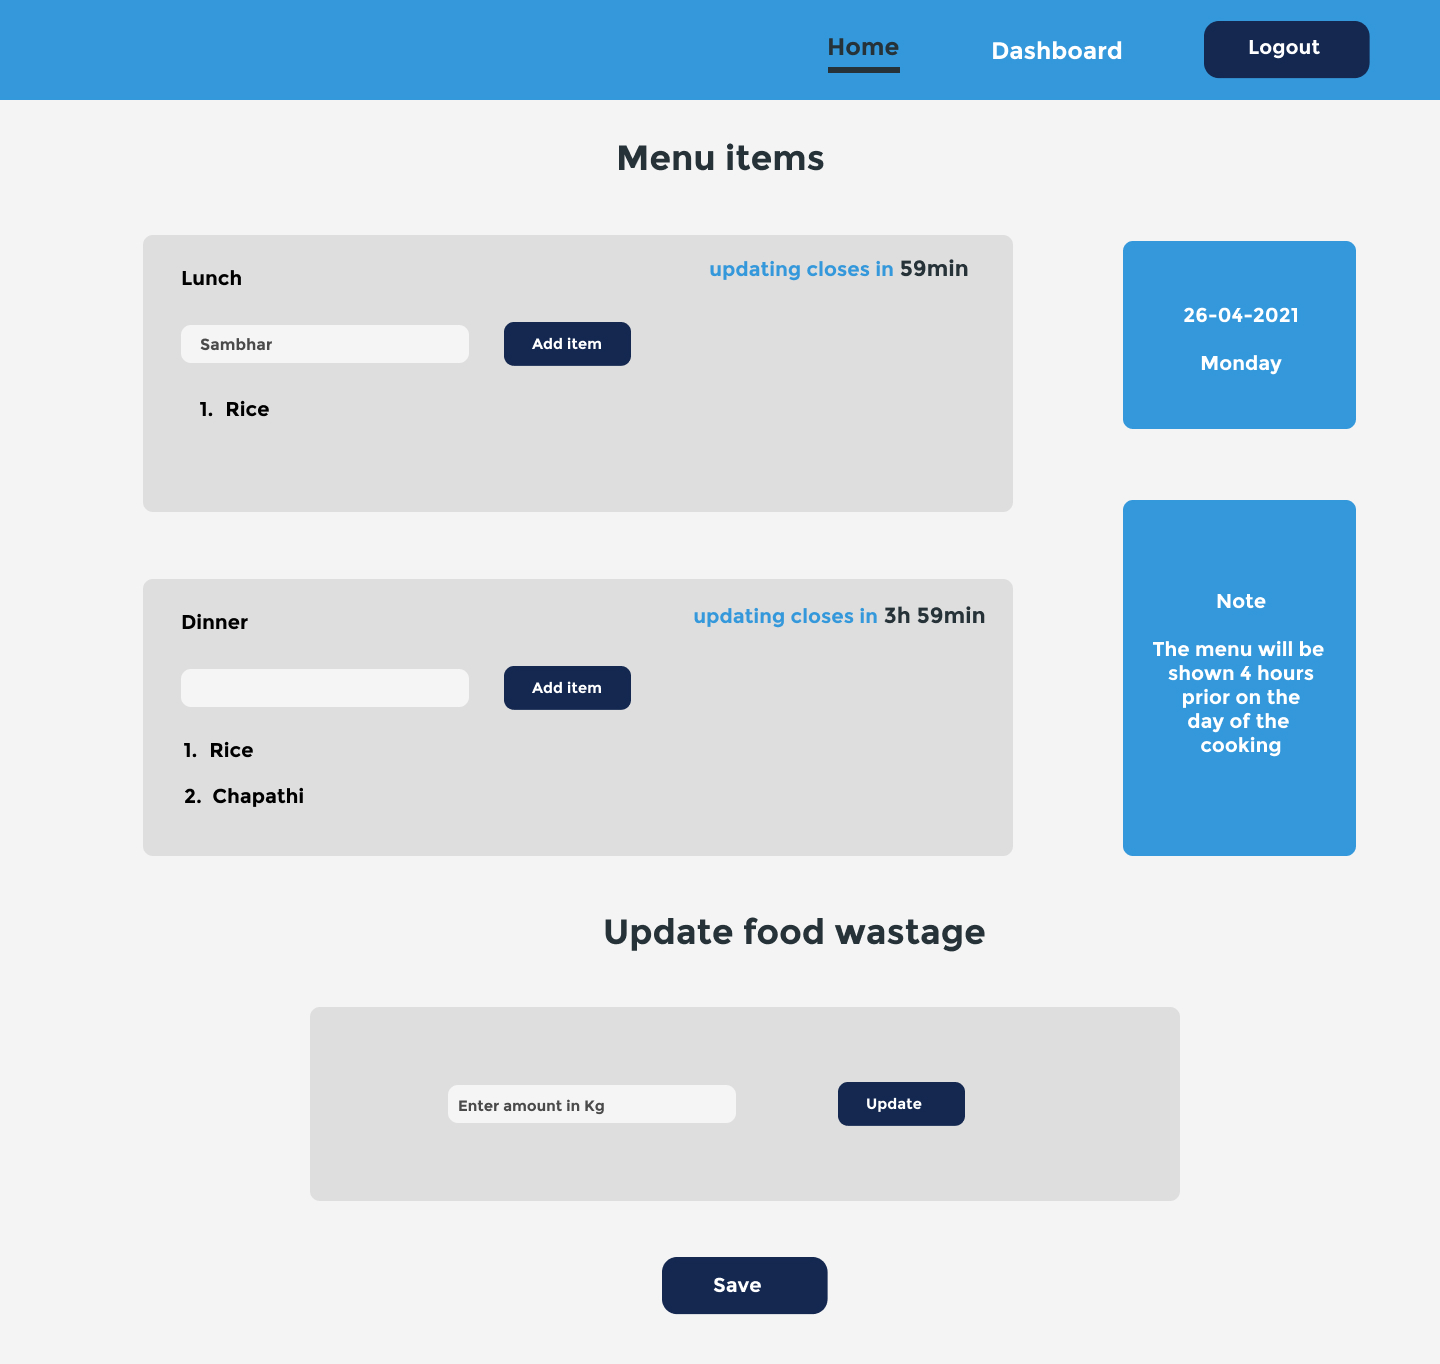 Home
Dashboard
Logout
Menu items
Lunch
updating closes in 59min
Sambhar
Add item
1. Rice
26-04-2021
Monday
Dinner
updating closes in 3h 59min
Add item
1. Rice
2. Chapathi
Note
The menu will be
shown 4 hours
prior on the
day of the
cooking
Update food wastage
Enter amount in Kg
Update
Save